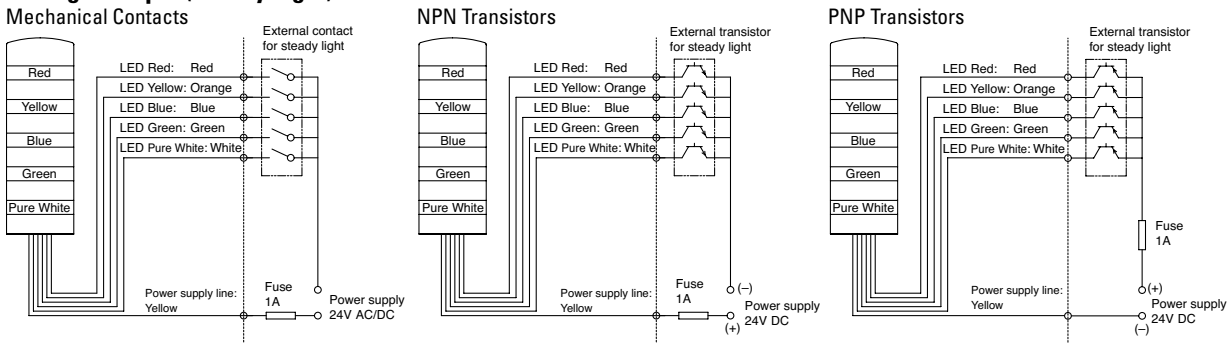 Mechanical Contacts
External contact
for steady light
Red
Yellow
Blue
Green
Pure White
LED Red: Red
LED Yellow: Orange
LED Blue: Blue
LED Green: Green
LED Pure White: White
Power supply line:
Yellow
Fuse
1A
Power supply
24V AC/DC
NPN Transistors
External transistor
for steady light
Red
Yellow
Blue
Green
Pure White
LED Red: Red
LED Yellow: Orange
LED Blue: Blue
LED Green: Green
LED Pure White: White
Power supply line:
Yellow
Fuse
1A
(–)
Power supply
24V DC
(+)
PNP Transistors
External transistor
for steady light
Red
Yellow
Blue
Green
Pure White
LED Red: Red
LED Yellow: Orange
LED Blue: Blue
LED Green: Green
LED Pure White: White
Fuse
1A
Power supply line:
Yellow
(+)
Power supply
24V DC
(–)